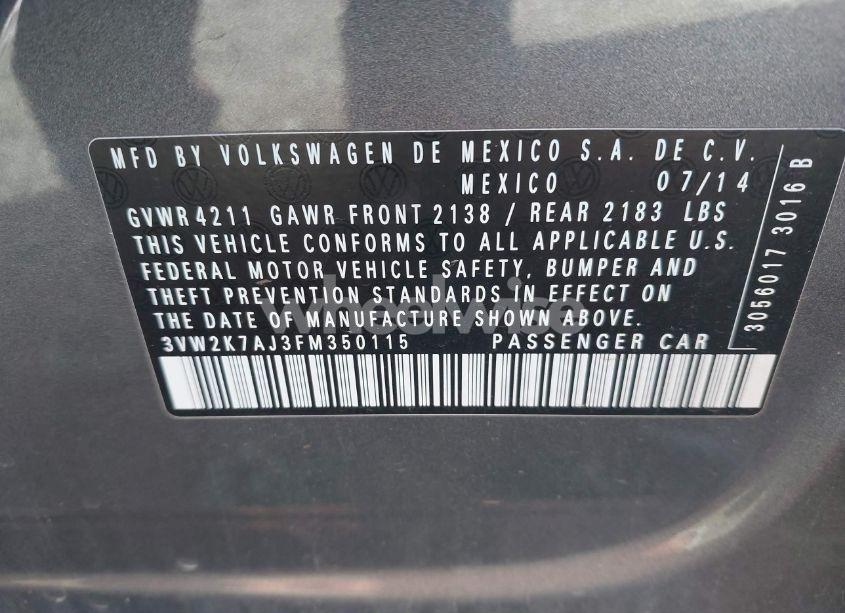 MFD BY VOLKSWAGEN DE MEXICO S.A. DE C.V.
MEXICO 07/14
GVWR 4211 GAWR FRONT 2138 / REAR 2183 LBS
THIS VEHICLE CONFORMS TO ALL APPLICABLE U.S.
FEDERAL MOTOR VEHICLE SAFETY, BUMPER AND
THEFT PREVENTION STANDARDS IN EFFECT ON
THE DATE OF MANUFACTURE SHOWN ABOVE.
3VW2K7AJ3FM350115 PASSENGER CAR
3056017 3016 B
wheelvice